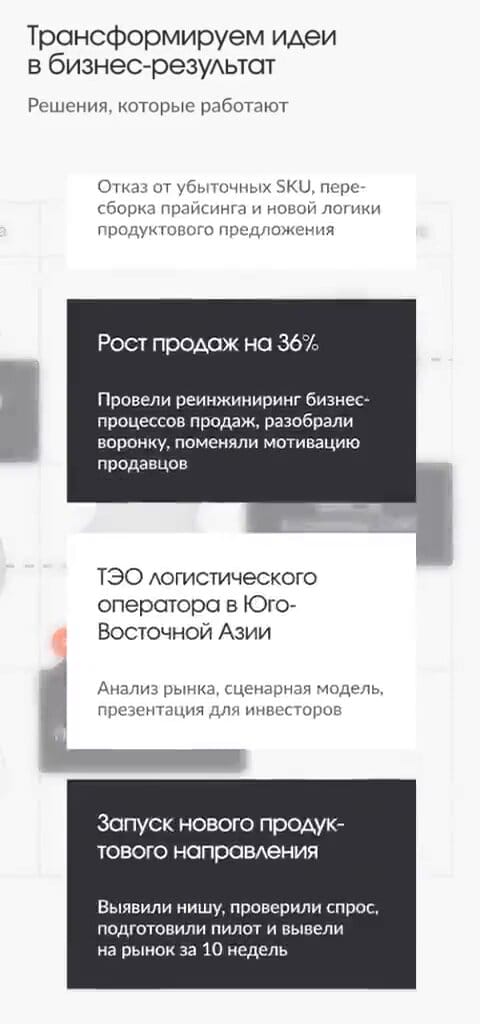 Трансформируем идеи
в бизнес-результат
Решения, которые работают
Отказ от убыточных SKU, пере-
сборка прайсинга и новой логики
продуктового предложения
Рост продаж на 36%
Провели реинжиниринг бизнес-
процессов продаж, разобрали
воронку, поменяли мотивацию
продавцов
ТЭО логистического
оператора в Юго-
Восточной Азии
Анализ рынка, сценарная модель,
презентация для инвесторов
Запуск нового продук-
тового направления
Выявили нишу, проверили спрос,
подготовили пилот и вывели
на рынок за 10 недель